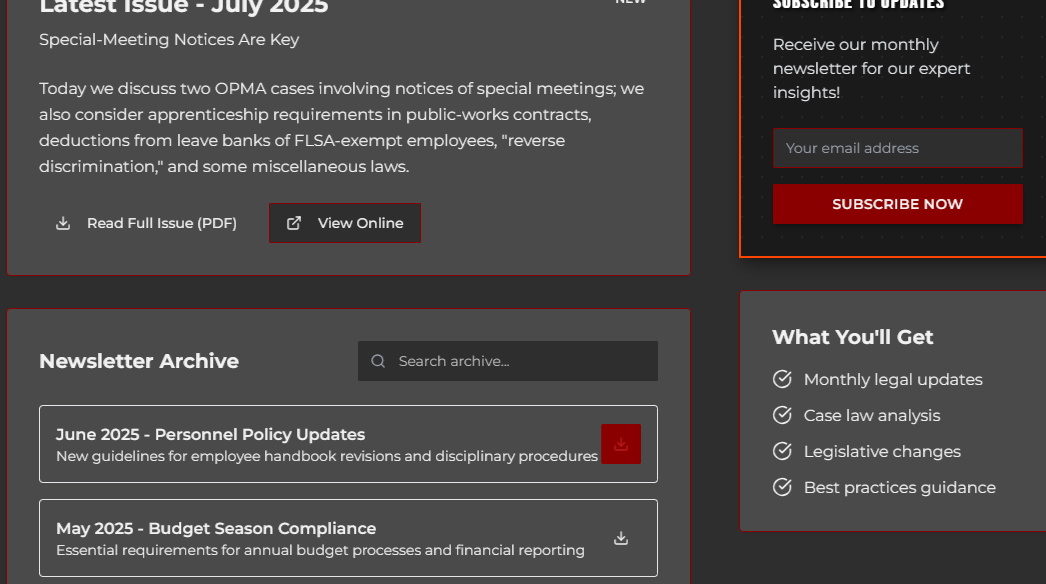 Latest Issue - July 2025
NEW
Special-Meeting Notices Are Key
Today we discuss two OPMA cases involving notices of special meetings; we
also consider apprenticeship requirements in public-works contracts,
deductions from leave banks of FLSA-exempt employees, "reverse
discrimination," and some miscellaneous laws.
Read Full Issue (PDF)
View Online
Newsletter Archive
Search archive...
June 2025 - Personnel Policy Updates
New guidelines for employee handbook revisions and disciplinary procedures
May 2025 - Budget Season Compliance
Essential requirements for annual budget processes and financial reporting
SUBSCRIBE TO UPDATES
Receive our monthly
newsletter for our expert
insights!
Your email address
SUBSCRIBE NOW
What You'll Get
Monthly legal updates
Case law analysis
Legislative changes
Best practices guidance